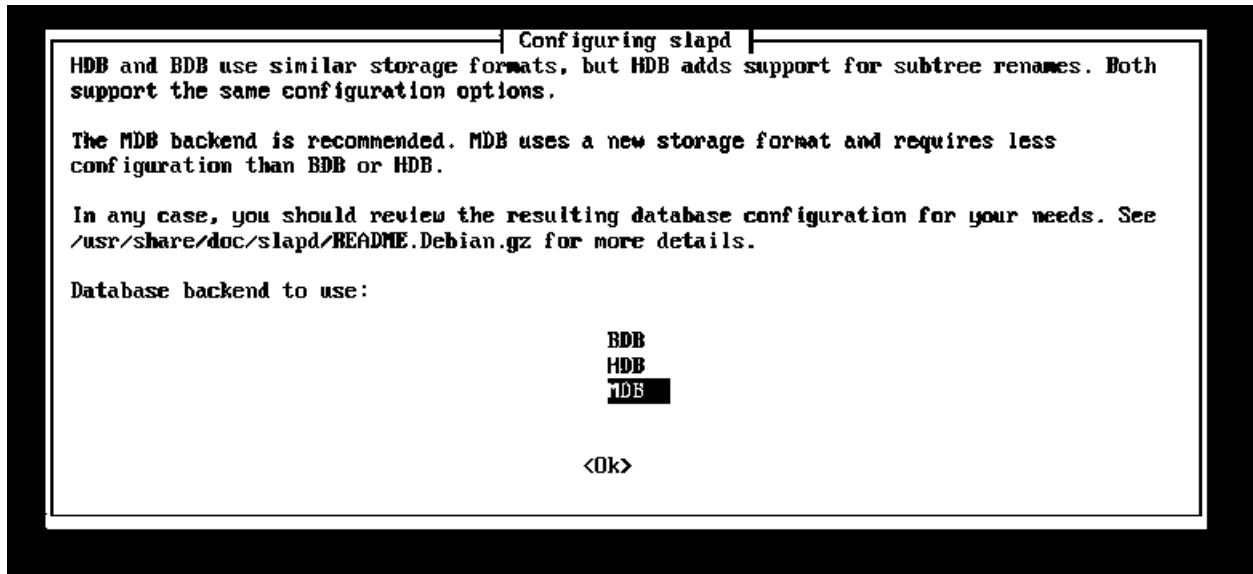 Configuring slapd
HDB and BDB use similar storage formats, but HDB adds support for subtree renames. Both
support the same configuration options.
The MDB backend is recommended. MDB uses a new storage format and requires less
configuration than BDB or HDB.
In any case, you should review the resulting database configuration for your needs. See
/usr/share/doc/slapd/README.Debian.gz for more details.
Database backend to use:
BDB
HDB
MDB
<Ok>